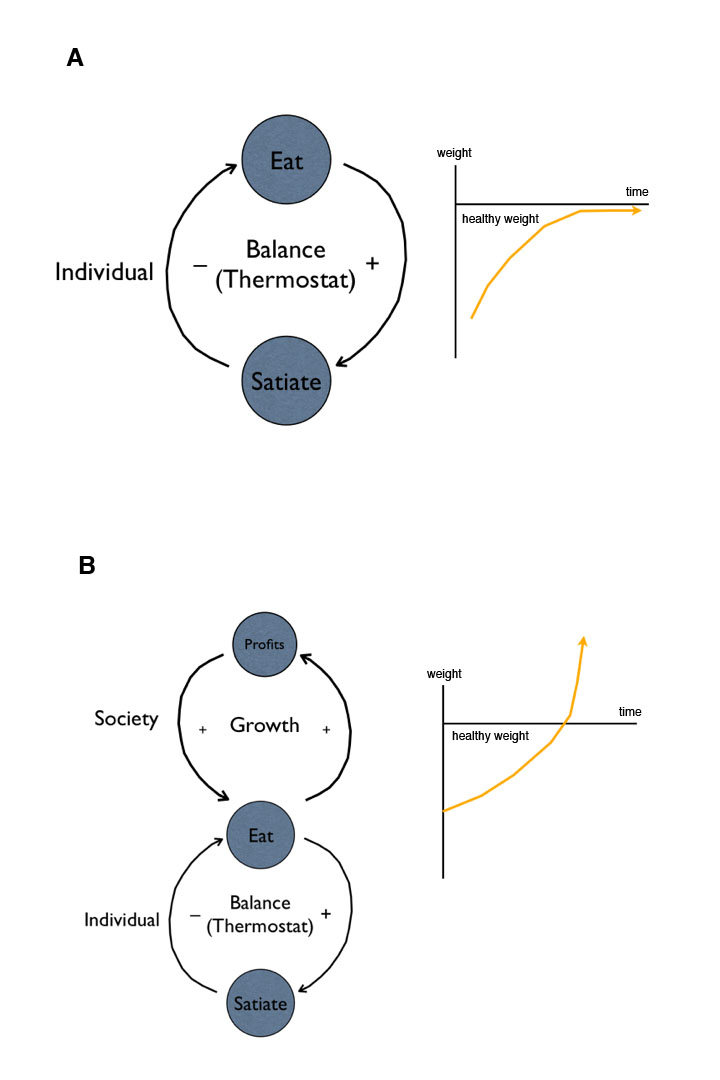 A
Eat
Individual
–
Balance
(Thermostat)
+
Satiate
weight
time
healthy weight
B
Profits
Society
+
Growth
+
Eat
Individual
–
Balance
(Thermostat)
+
Satiate
weight
time
healthy weight